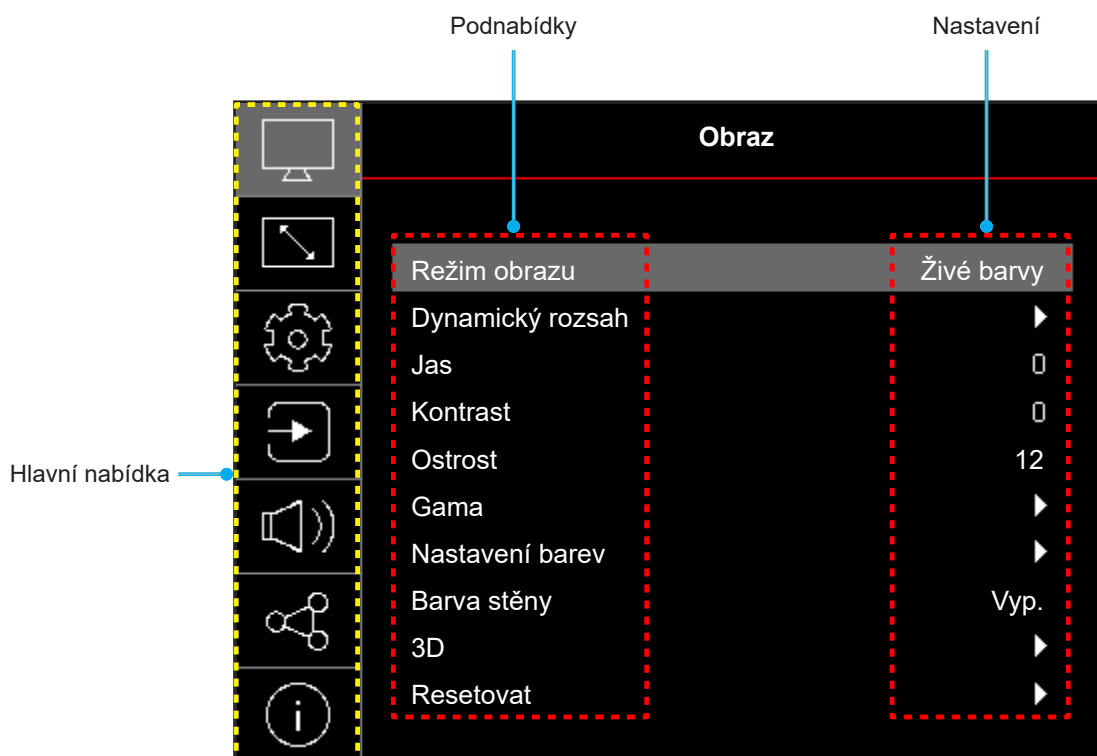 Podnabídky Nastavení
Obraz
Režim obrazu Živé barvy
Dynamický rozsah
Jas 0
Kontrast 0
Hlavní nabídka
Ostrost 12
Gama
Nastavení barev
Barva stěny Vyp.
3D
Resetovat
i